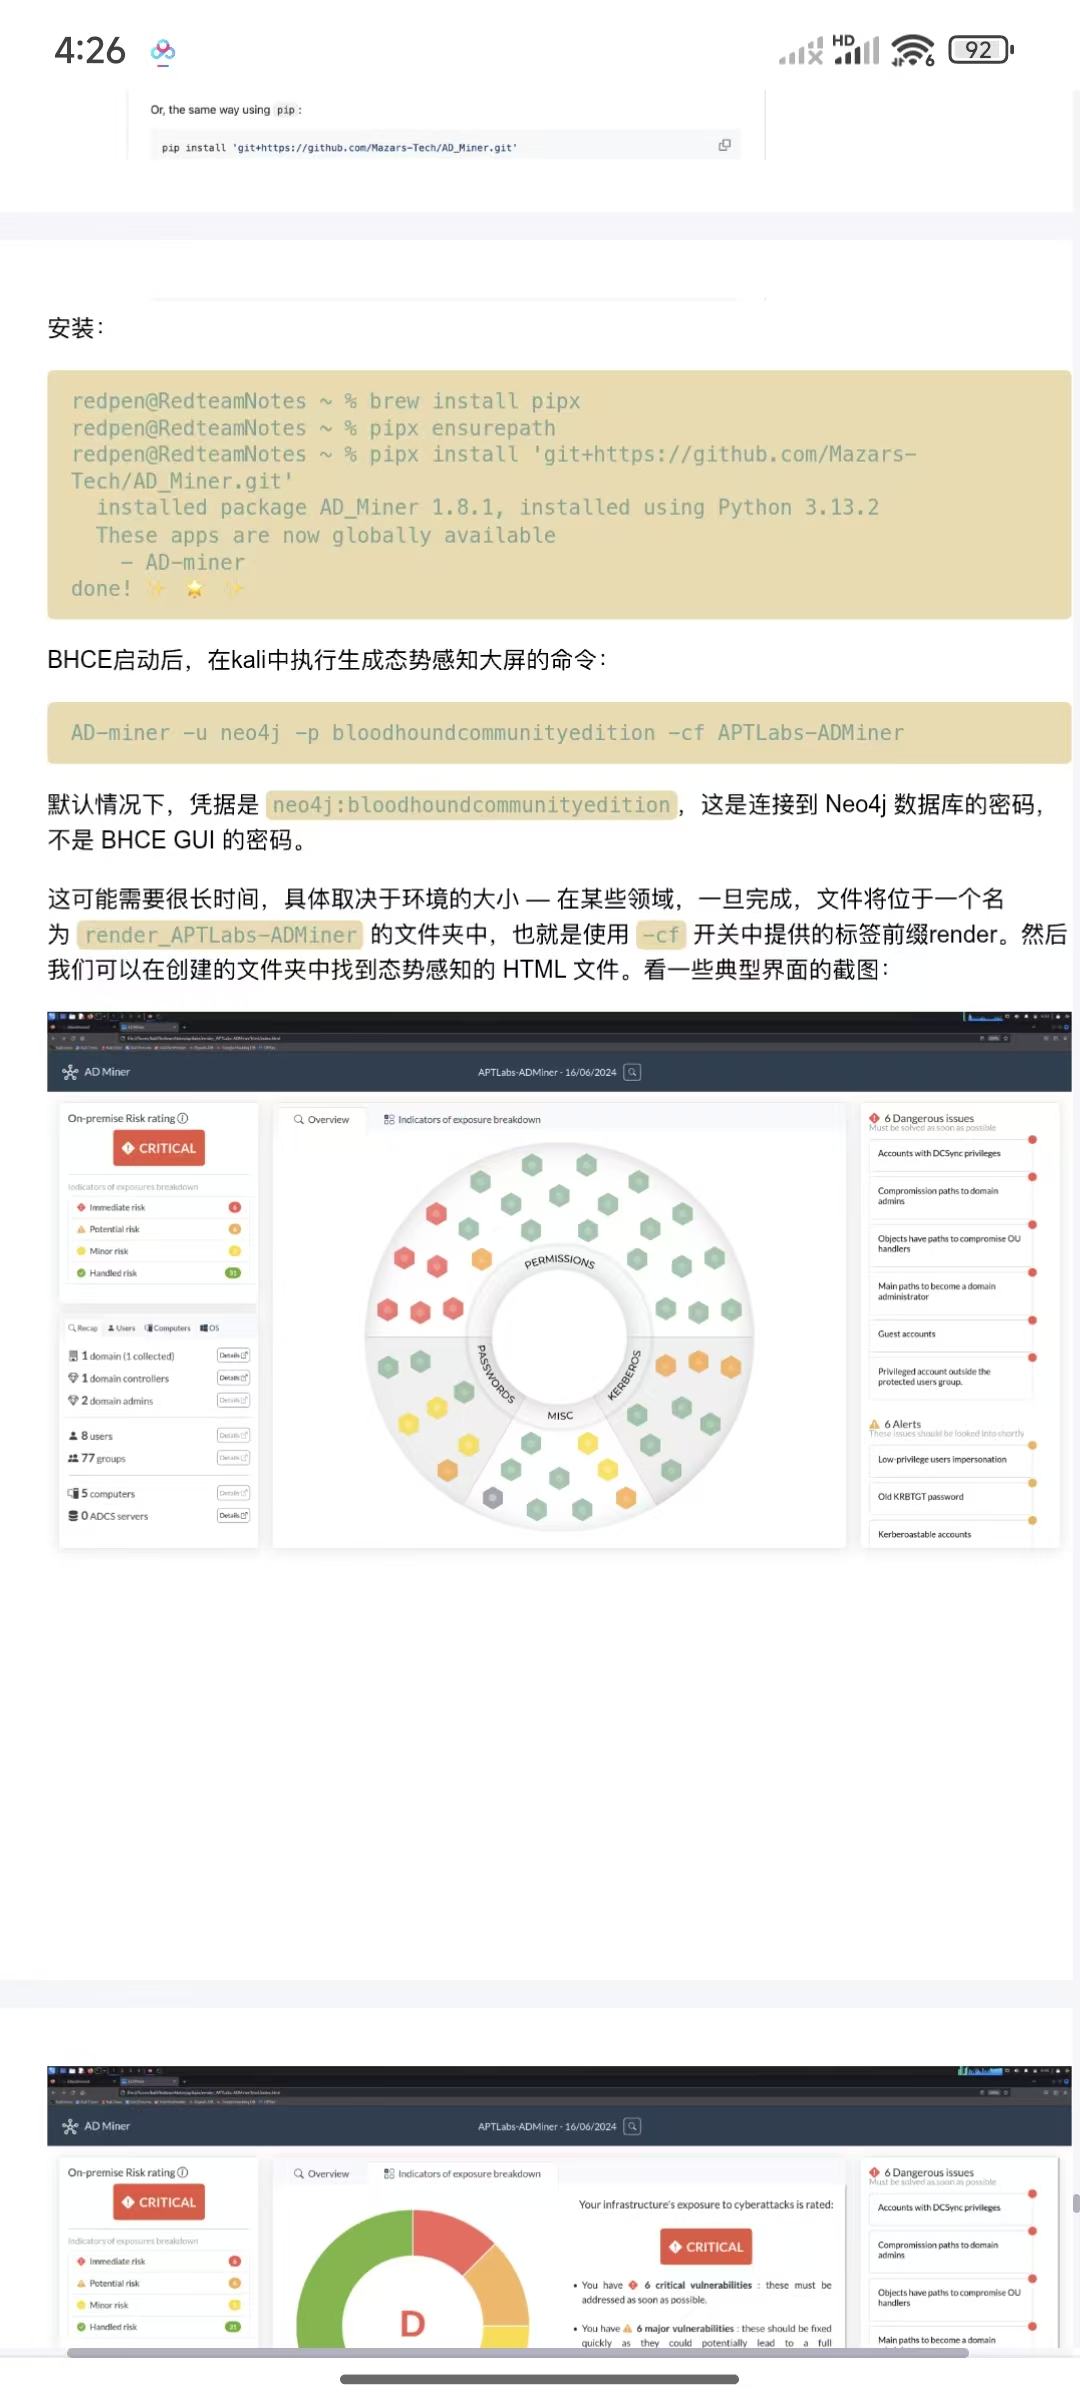 4:26
HD
6
92
Or, the same way using pip :
pip install 'git+https://github.com/Mazars-Tech/AD_Miner.git'
安装：
redpen@RedteamNotes ~ % brew install pipx
redpen@RedteamNotes ~ % pipx ensurepath
redpen@RedteamNotes ~ % pipx install 'git+https://github.com/Mazars-
Tech/AD_Miner.git'
installed package AD_Miner 1.8.1, installed using Python 3.13.2
These apps are now globally available
– AD-miner
done! ✨ 🌟 ✨
BHCE启动后，在kali中执行生成态势感知大屏的命令：
AD-miner -u neo4j -p bloodhoundcommunityedition -cf APTLabs-ADMiner
默认情况下，凭据是 neo4j:bloodhoundcommunityedition，这是连接到 Neo4j 数据库的密码，
不是 BHCE GUI 的密码。
这可能需要很长时间，具体取决于环境的大小 — 在某些领域，一旦完成，文件将位于一个名
为 render_APTLabs-ADMiner 的文件夹中，也就是使用 -cf 开关中提供的标签前缀render。然后
我们可以在创建的文件夹中找到态势感知的 HTML 文件。看一些典型界面的截图：
AD Miner
APTLabs-ADMiner - 16/06/2024
On-premise Risk rating
CRITICAL
Indicators of exposures breakdown
Immediate risk 6
Potential risk 6
Minor risk
Handled risk 31
Recap Users Computers OS
1 domain (1 collected) Details
1 domain controllers Details
2 domain admins Details
8 users Details
77 groups Details
5 computers Details
0 ADCS servers Details
Overview
Indicators of exposure breakdown
PERMISSIONS
PASSWORDS
KERBEROS
MISC
6 Dangerous issues
Must be solved as soon as possible
Accounts with DCSync privileges
Compromission paths to domain
admins
Objects have paths to compromise OU
handlers
Main paths to become a domain
administrator
Guest accounts
Privileged account outside the
protected users group.
6 Alerts
These issues should be looked into shortly
Low-privilege users impersonation
Old KRBTGT password
Kerberoastable accounts
AD Miner
APTLabs-ADMiner - 16/06/2024
On-premise Risk rating
CRITICAL
Indicators of exposures breakdown
Immediate risk 6
Potential risk 6
Minor risk
Handled risk 31
Overview
Indicators of exposure breakdown
D
Your infrastructure's exposure to cyberattacks is rated:
CRITICAL
• You have 6 critical vulnerabilities : these must be
addressed as soon as possible.
• You have 6 major vulnerabilities : these should be fixed
quickly as they could potentially lead to a full
6 Dangerous issues
Must be solved as soon as possible
Accounts with DCSync privileges
Compromission paths to domain
admins
Objects have paths to compromise OU
handlers
Main paths to become a domain